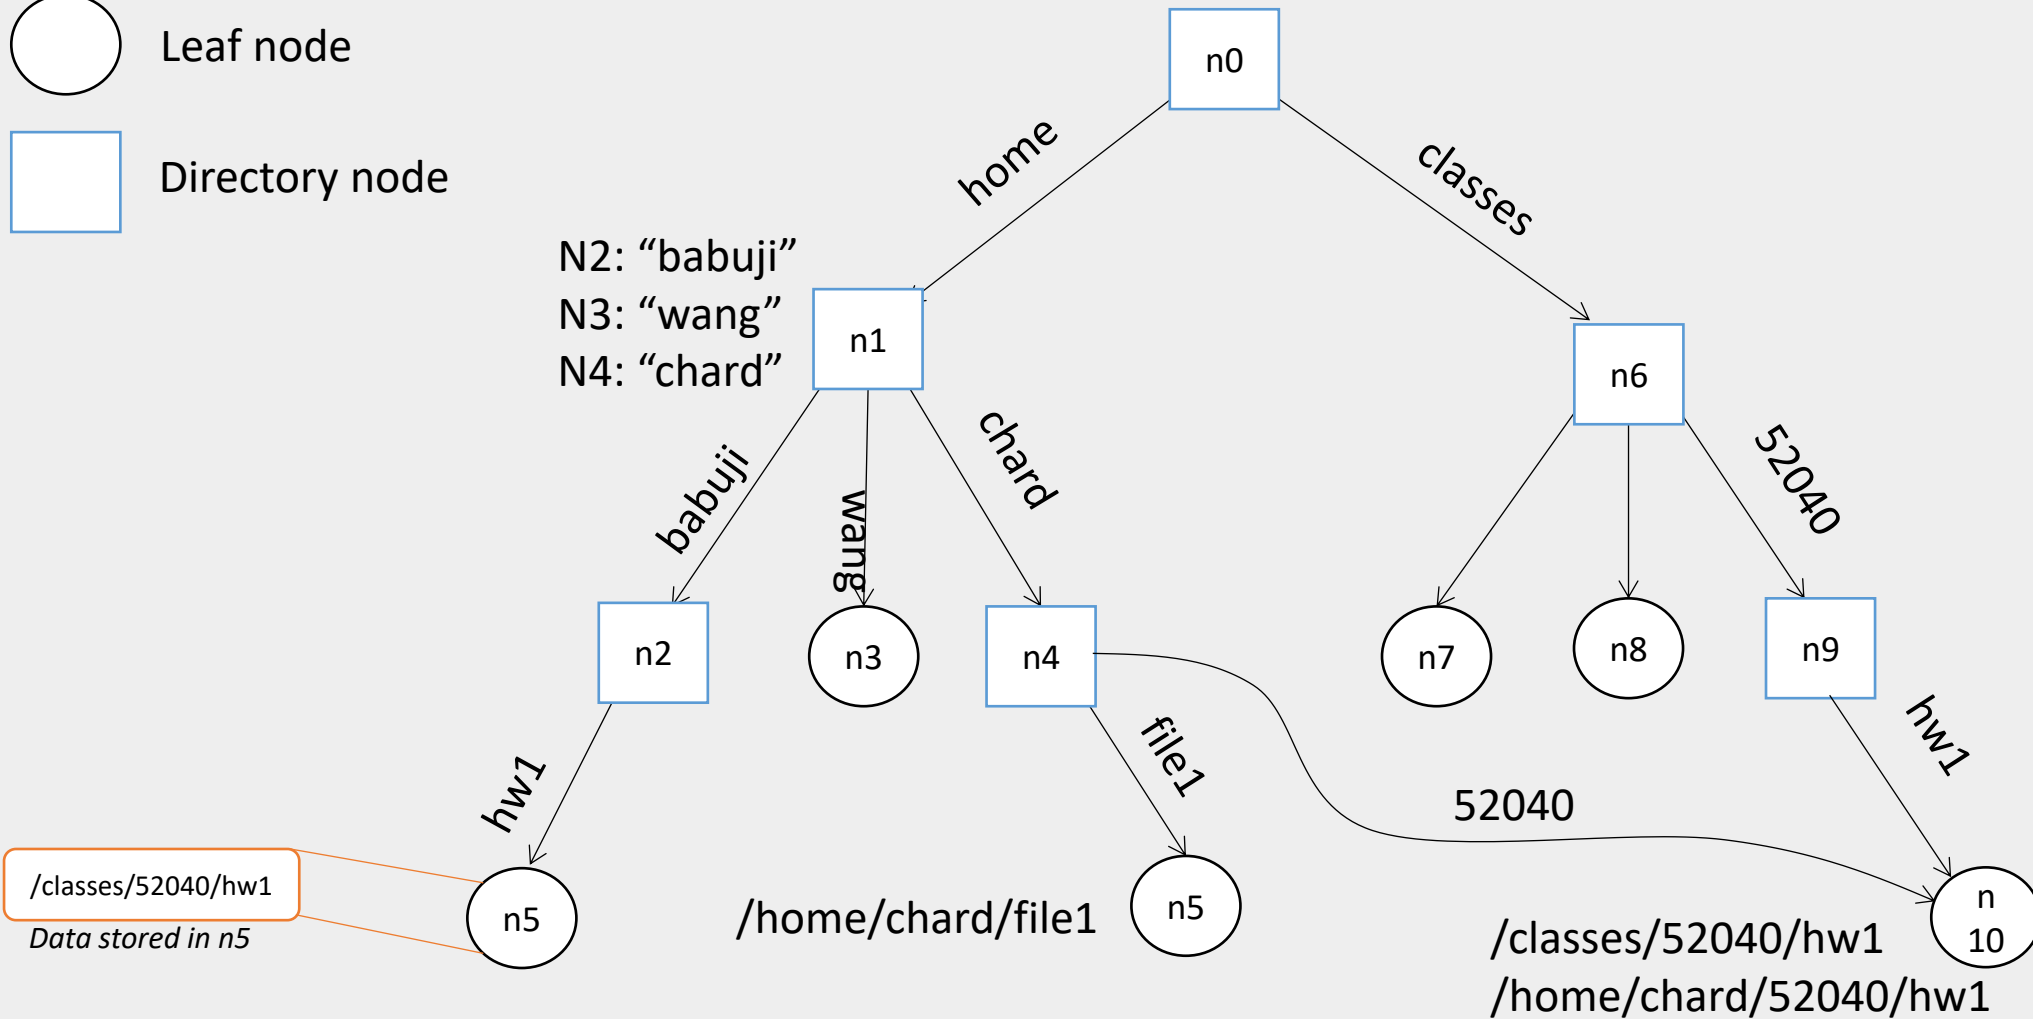 Leaf node
Directory node
n0
home
classes
N2: “babuji”
N3: “wang”
N4: “chard”
n1
n6
babuji
wang
chard
52040
n2
n3
n4
n7
n8
n9
hw1
file1
52040
hw1
/classes/52040/hw1
Data stored in n5
n5
/home/chard/file1
n5
n
10
/classes/52040/hw1
/home/chard/52040/hw1